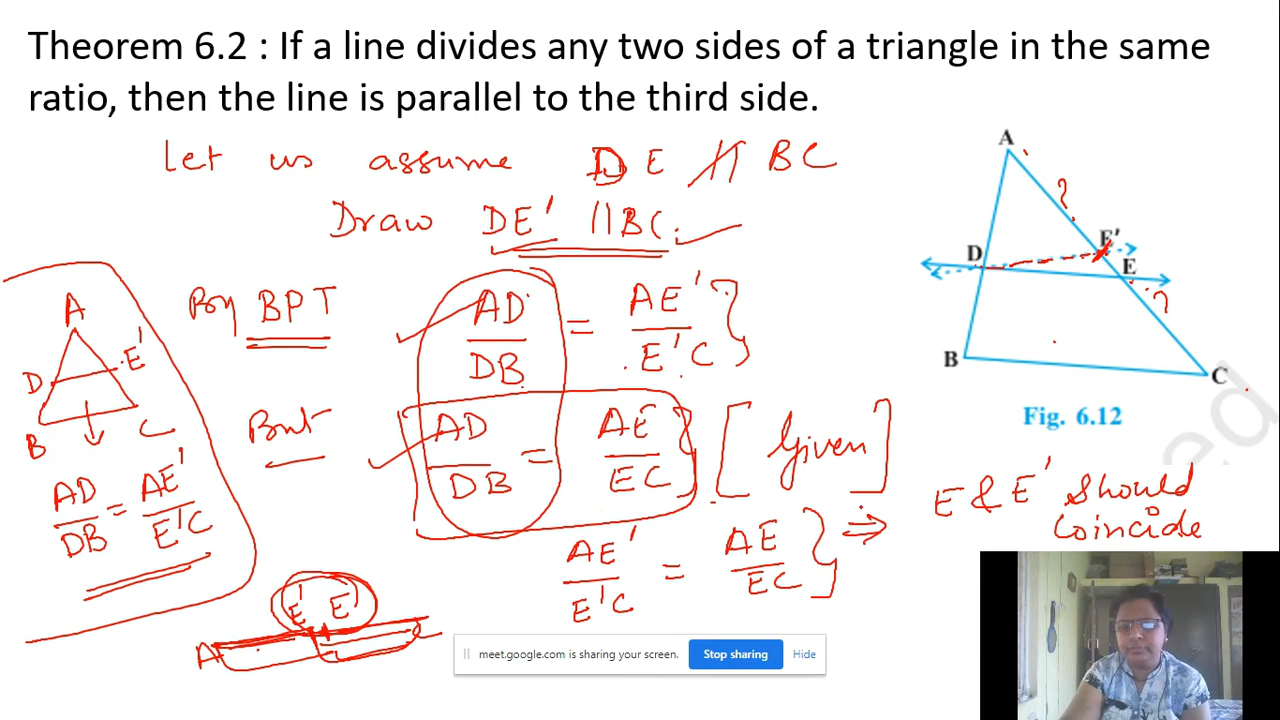 Theorem 6.2 : If a line divides any two sides of a triangle in the same
ratio, then the line is parallel to the third side.
Let us assume DE ∦ BC
Draw DE' || BC.
By BPT AD/DB = AE'/E'C
But AD/DB = AE/EC [Given]
AE'/E'C = AE/EC ⇒ E & E' should
coincide
A
D E'
B C
AD/DB = AE'/E'C
E' E
A C
A
?
E'
D
E
?
B
C
Fig. 6.12
ed
meet.google.com is sharing your screen. Stop sharing Hide